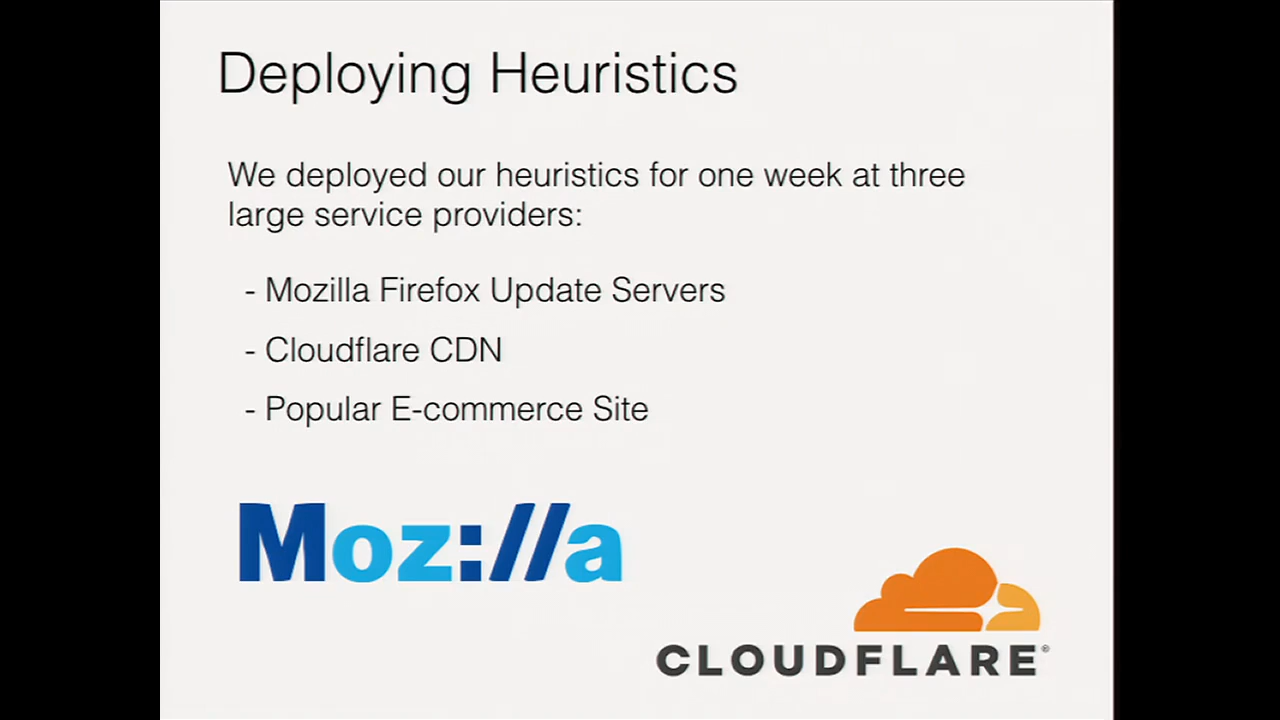 Deploying Heuristics
We deployed our heuristics for one week at three
large service providers:
- Mozilla Firefox Update Servers
- Cloudflare CDN
- Popular E-commerce Site
Moz://a
CLOUDFLARE®